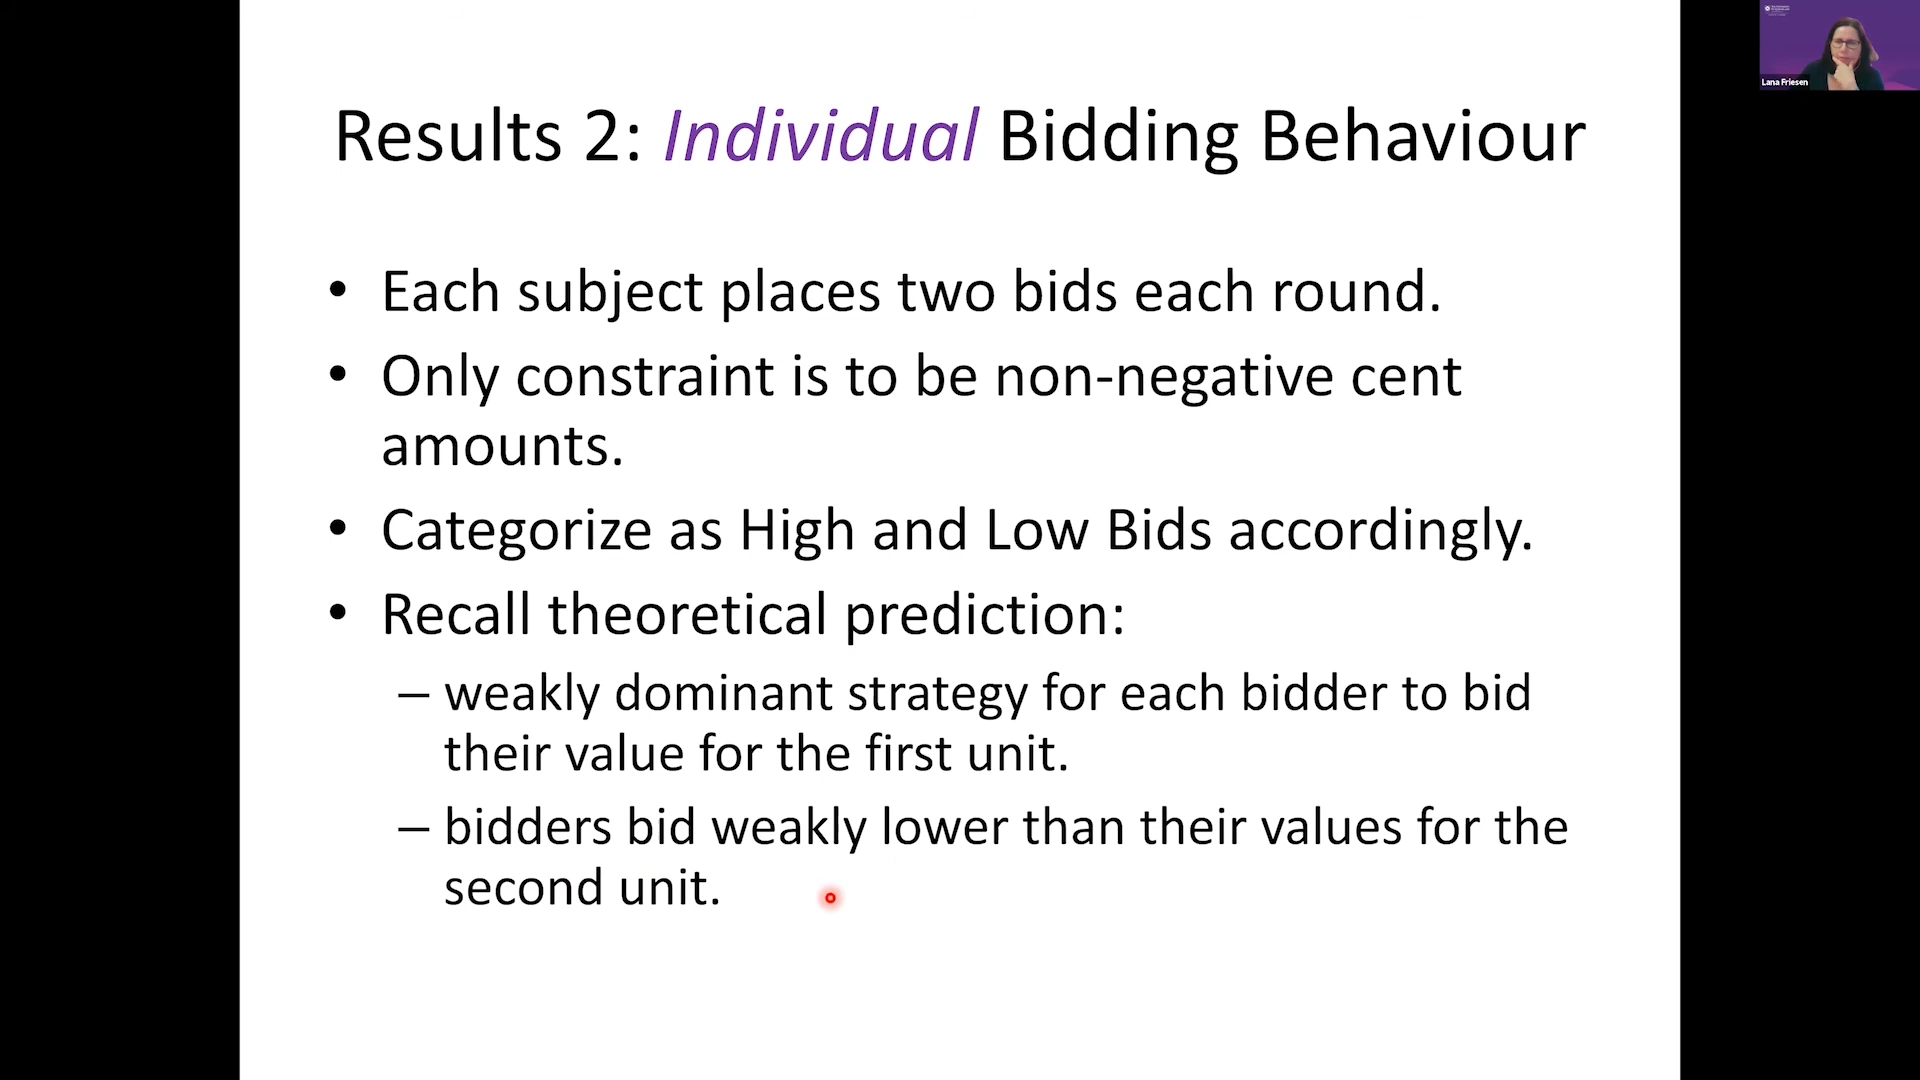 Results 2: Individual Bidding Behaviour
• Each subject places two bids each round.
• Only constraint is to be non-negative cent
amounts.
• Categorize as High and Low Bids accordingly.
• Recall theoretical prediction:
– weakly dominant strategy for each bidder to bid
their value for the first unit.
– bidders bid weakly lower than their values for the
second unit.
Lana Friesen